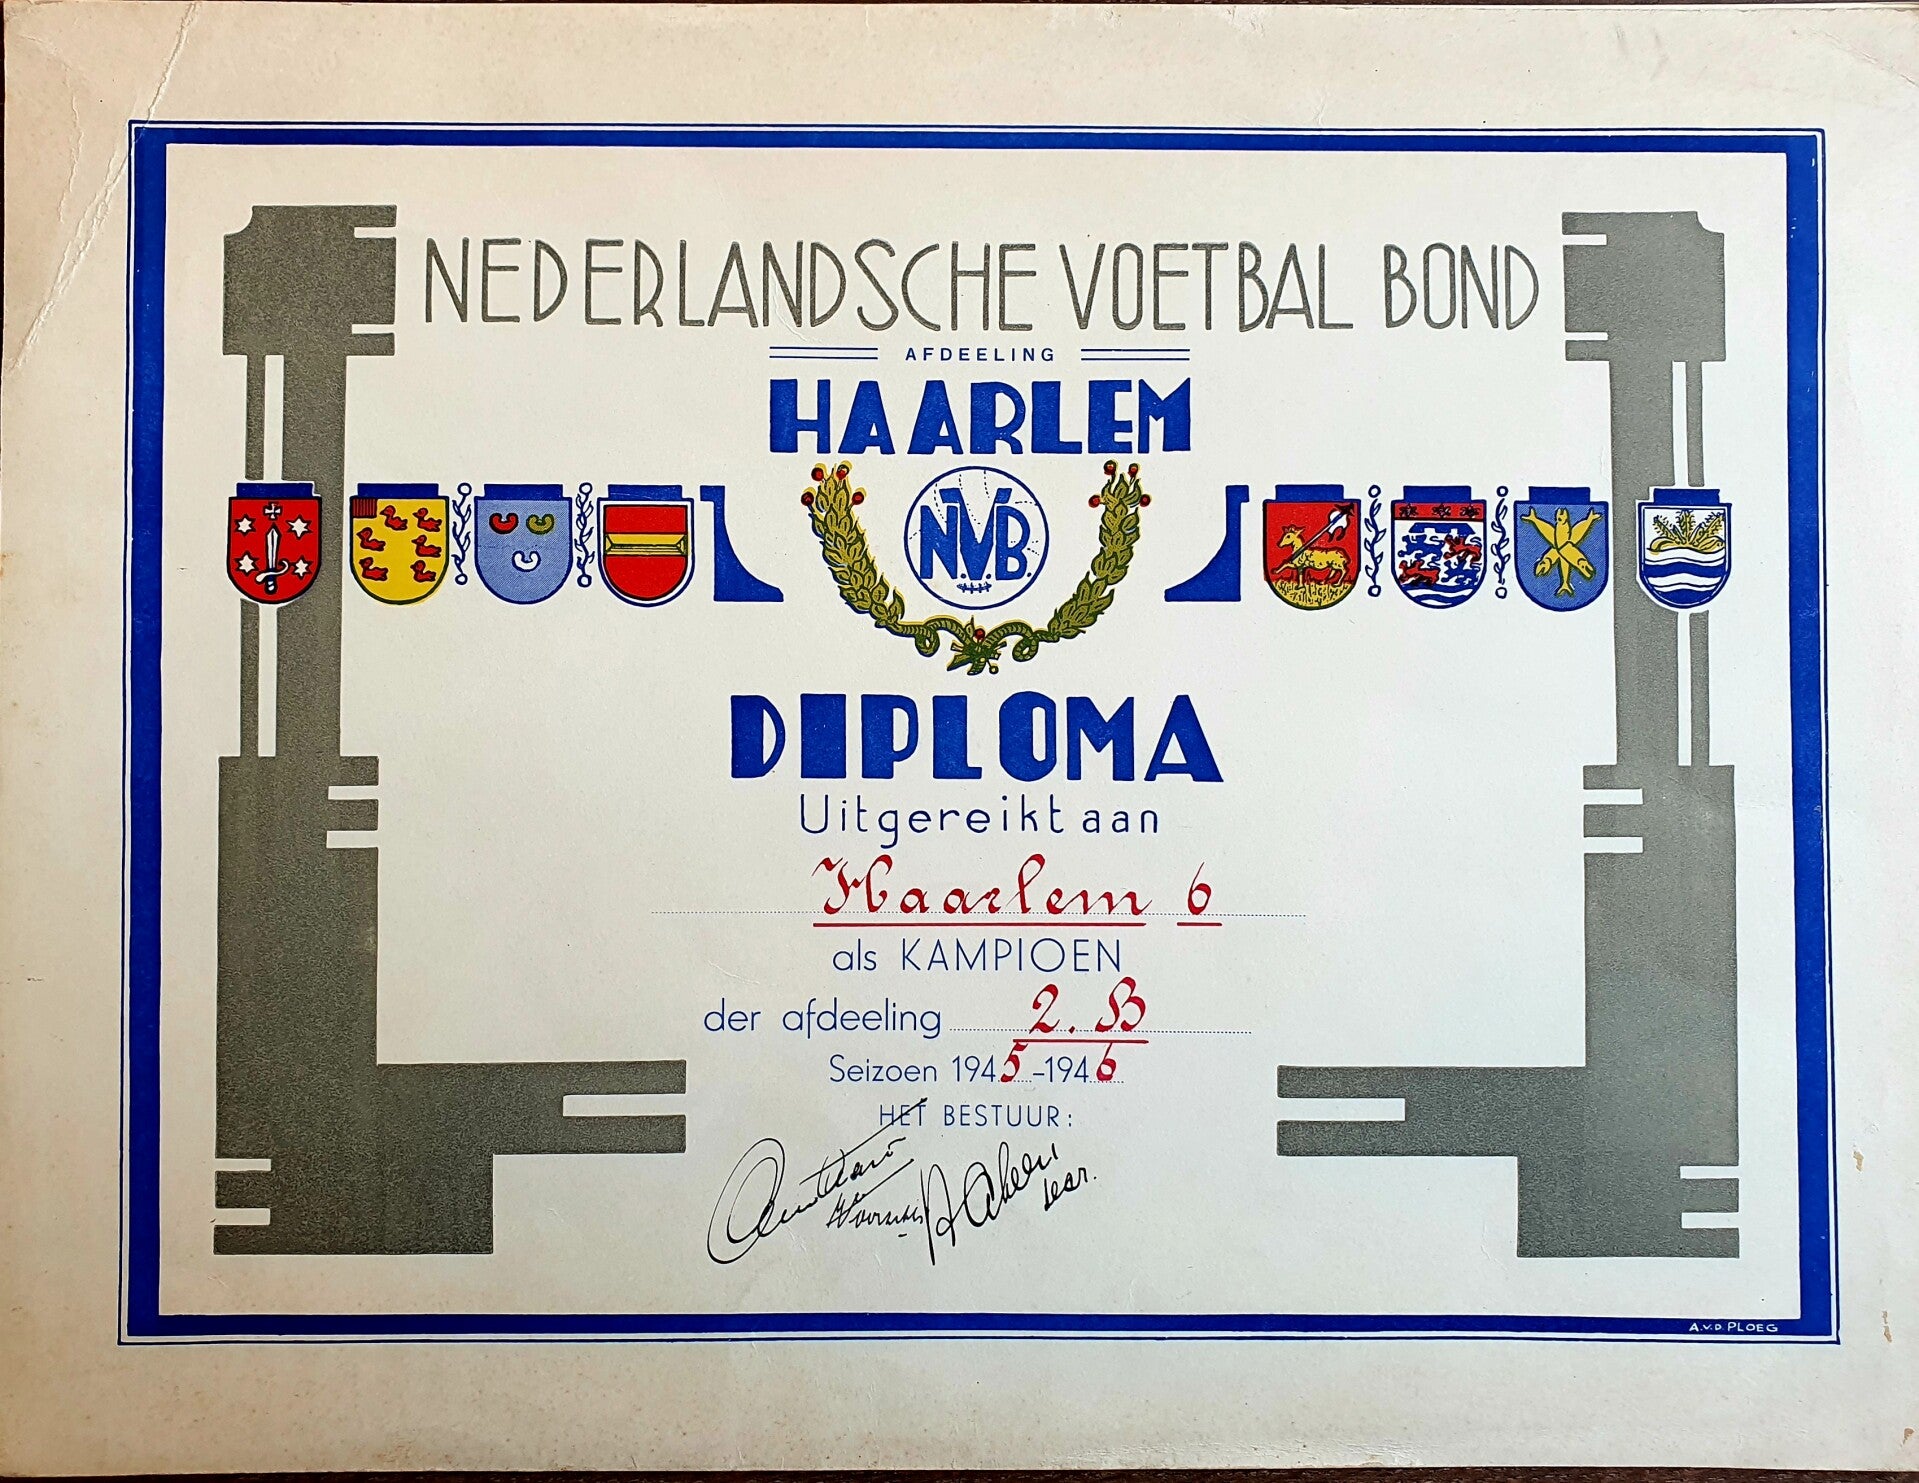 NEDERLANDSCHE VOETBAL BOND
AFDEELING
HAARLEM
N.V.B.
DIPLOMA
Uitgereikt aan
Haarlem 6
als KAMPIOEN
der afdeeling 2. B
Seizoen 1945-1946
HET BESTUUR:
secr.
A.V.D. PLOEG